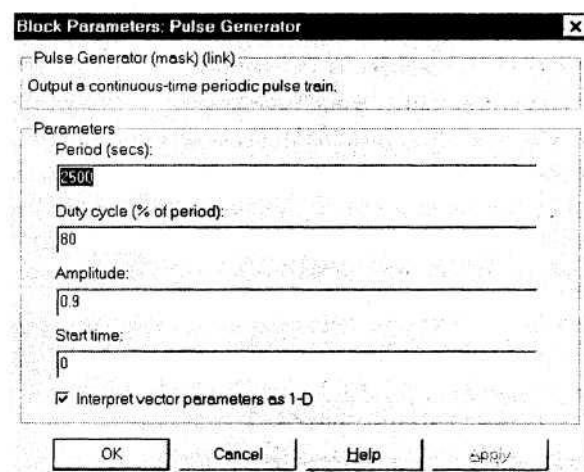 Block Parameters: Pulse Generator
Pulse Generator (mask) (link)
Output a continuous-time periodic pulse train.
Parameters
Period (secs):
2500
Duty cycle (% of period):
80
Amplitude:
0.9
Start time:
0
Interpret vector parameters as 1-D
OK Cancel Help Apply